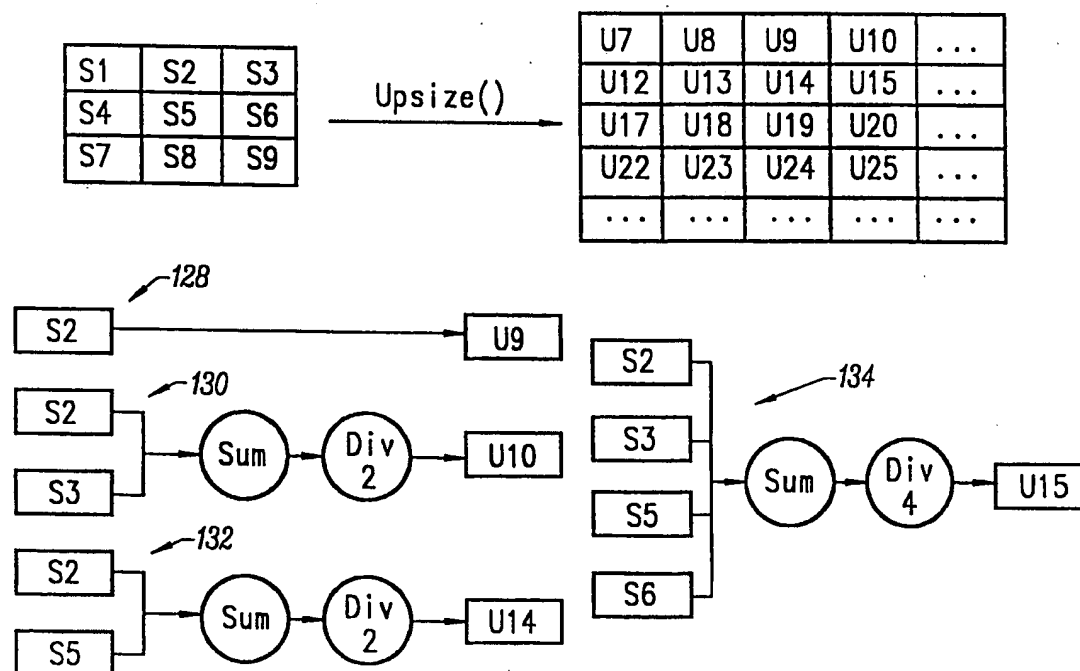 S1 S2 S3
S4 S5 S6
S7 S8 S9
Upsize()
U7 U8 U9 U10 ...
U12 U13 U14 U15 ...
U17 U18 U19 U20 ...
U22 U23 U24 U25 ...
... ... ... ... ...
128
S2
U9
130
S2
S3
Sum
Div
2
U10
132
S2
S5
Sum
Div
2
U14
134
S2
S3
S5
S6
Sum
Div
4
U15